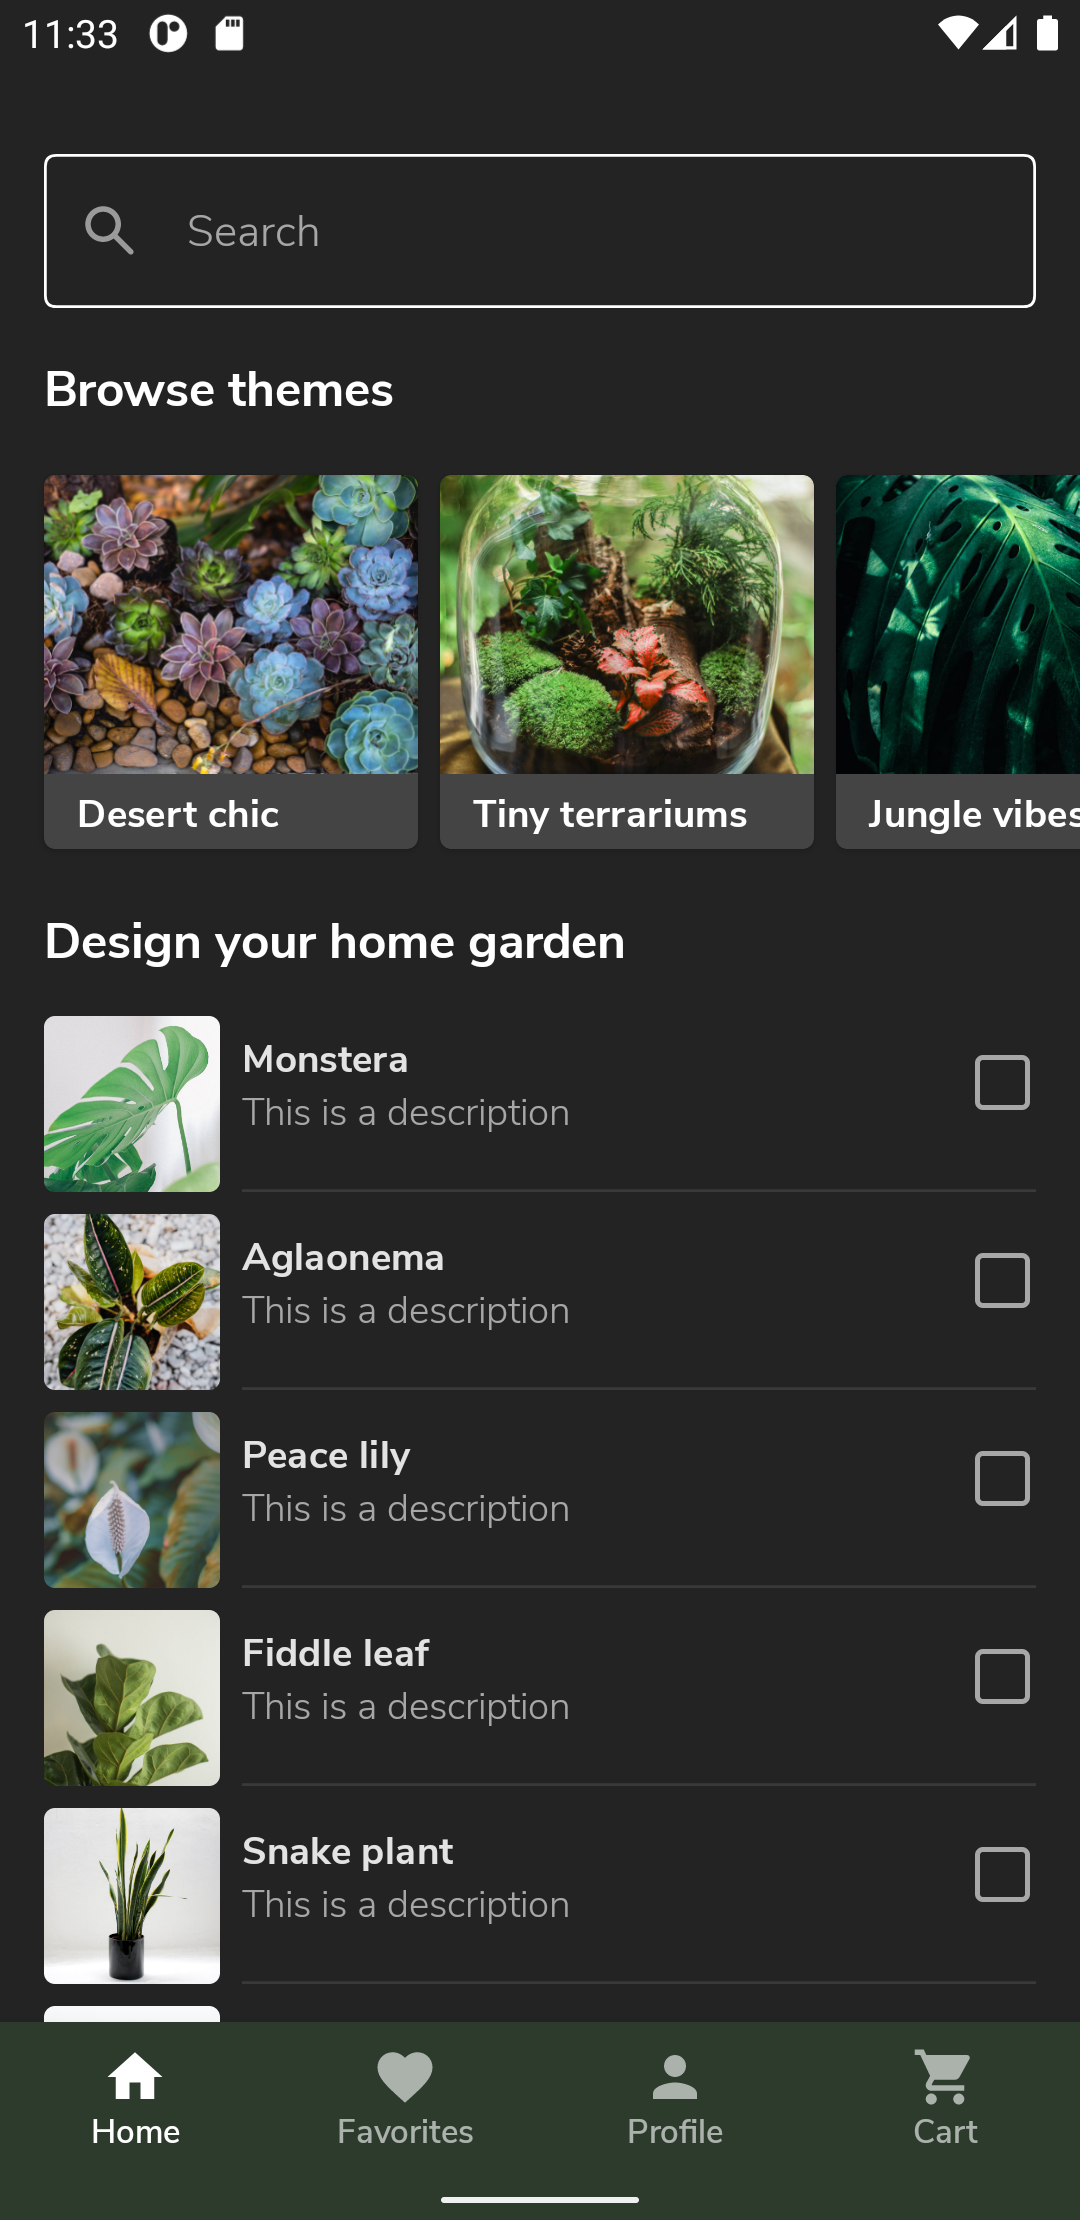 11:33
Search
Browse themes
Desert chic
Tiny terrariums
Jungle vibes
Design your home garden
Monstera
This is a description
Aglaonema
This is a description
Peace lily
This is a description
Fiddle leaf
This is a description
Snake plant
This is a description
Home
Favorites
Profile
Cart